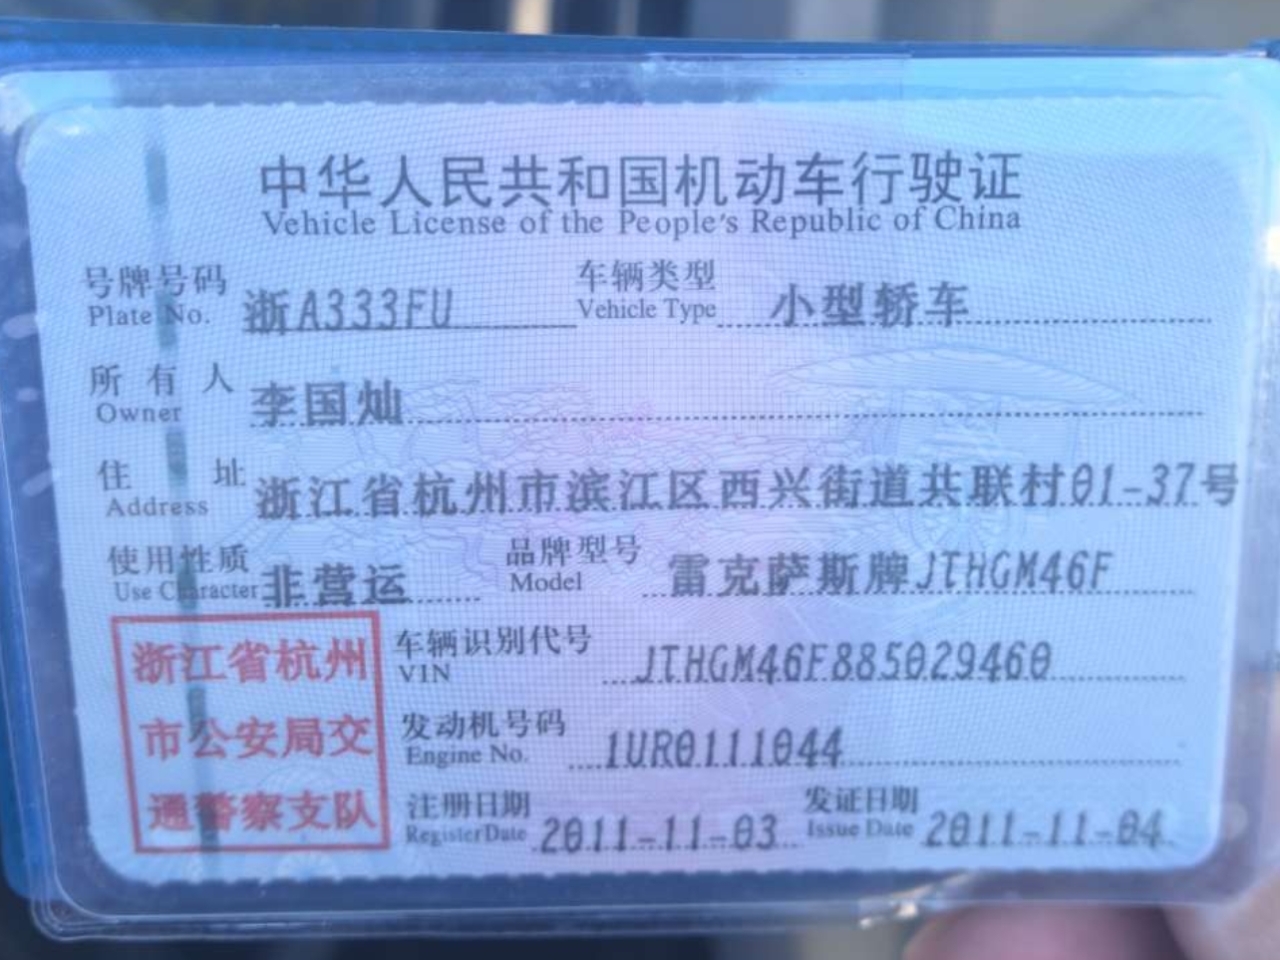 中华人民共和国机动车行驶证
Vehicle License of the People's Republic of China
号牌号码 浙A333FU 车辆类型 小型轿车
Plate No. Vehicle Type
所有人 李国灿
Owner
住址 浙江省杭州市滨江区西兴街道共联村01-37号
Address
使用性质 非营运 品牌型号 雷克萨斯牌JTHGM46F
Use Character Model
浙江省杭州 车辆识别代号 JTHGM46F885029460
VIN
市公安局交 发动机号码 1UR0111044
Engine No.
通警察支队 注册日期 2011-11-03 发证日期 2011-11-04
Register Date Issue Date